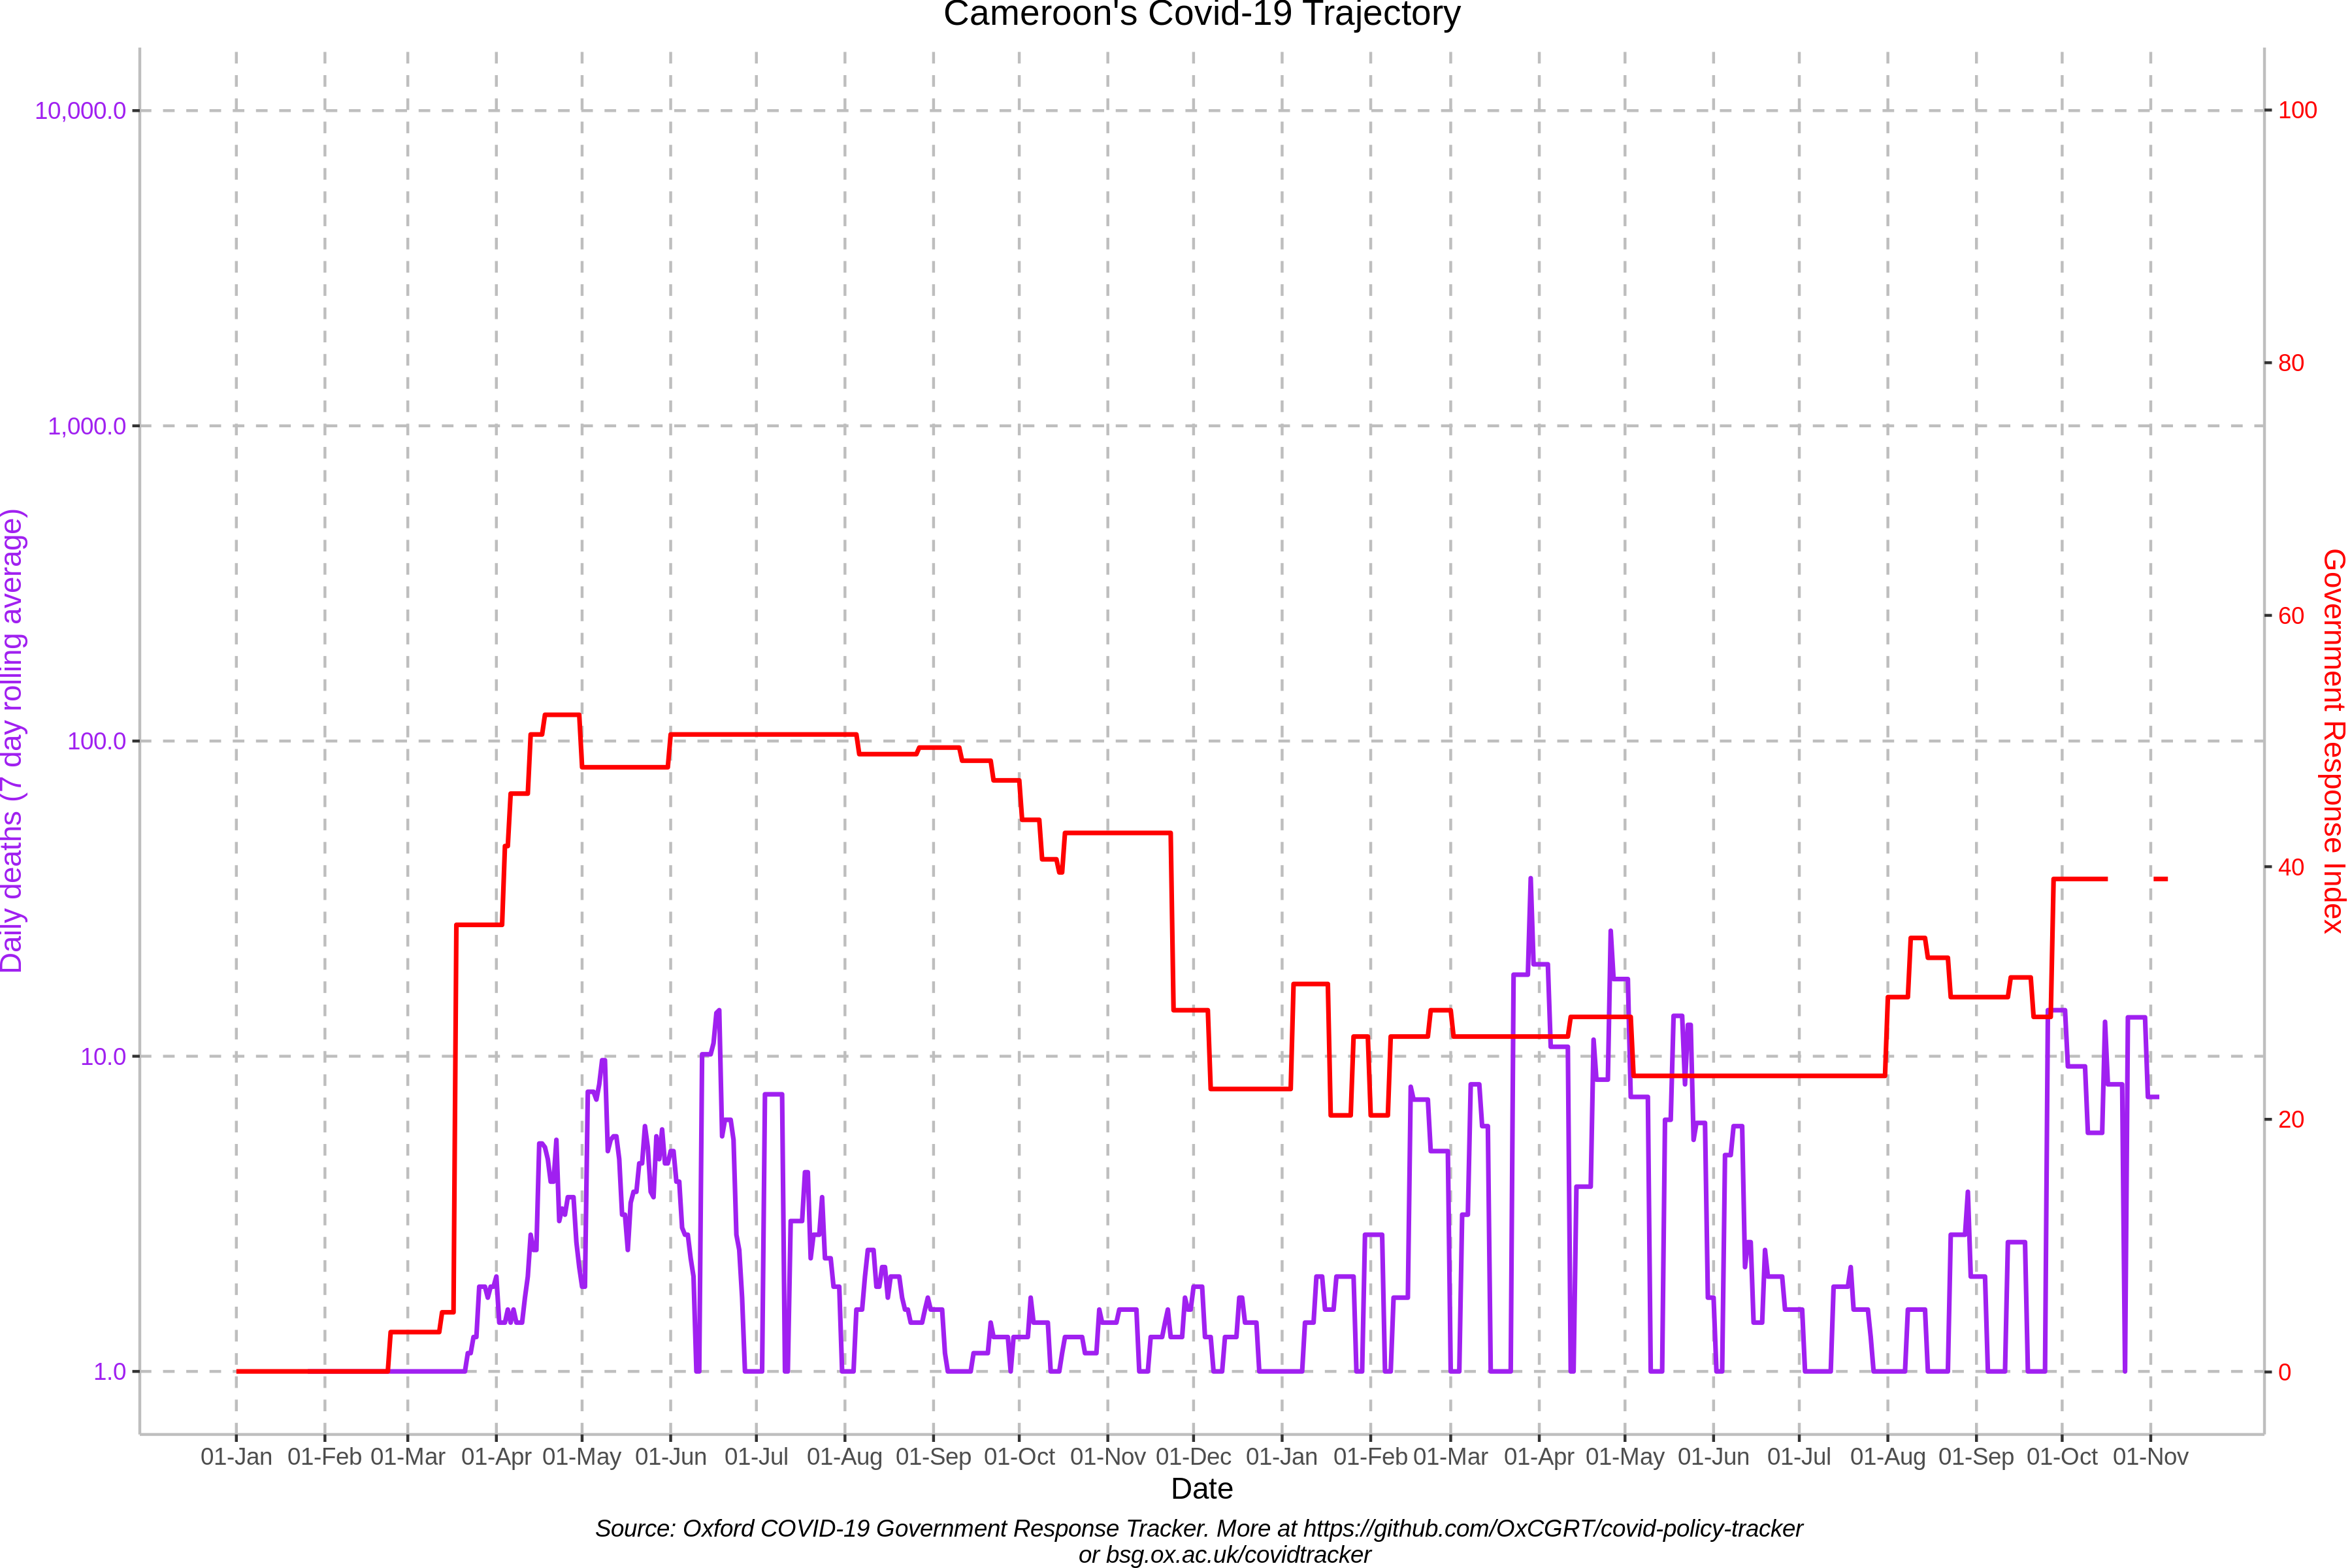 Cameroon's Covid-19 Trajectory
10,000.0
1,000.0
100.0
10.0
1.0
Daily deaths (7 day rolling average)
100
80
60
40
20
0
Government Response Index
01-Jan 01-Feb 01-Mar 01-Apr 01-May 01-Jun 01-Jul 01-Aug 01-Sep 01-Oct 01-Nov 01-Dec 01-Jan 01-Feb 01-Mar 01-Apr 01-May 01-Jun 01-Jul 01-Aug 01-Sep 01-Oct 01-Nov
Date
Source: Oxford COVID-19 Government Response Tracker. More at https://github.com/OxCGRT/covid-policy-tracker
or bsg.ox.ac.uk/covidtracker